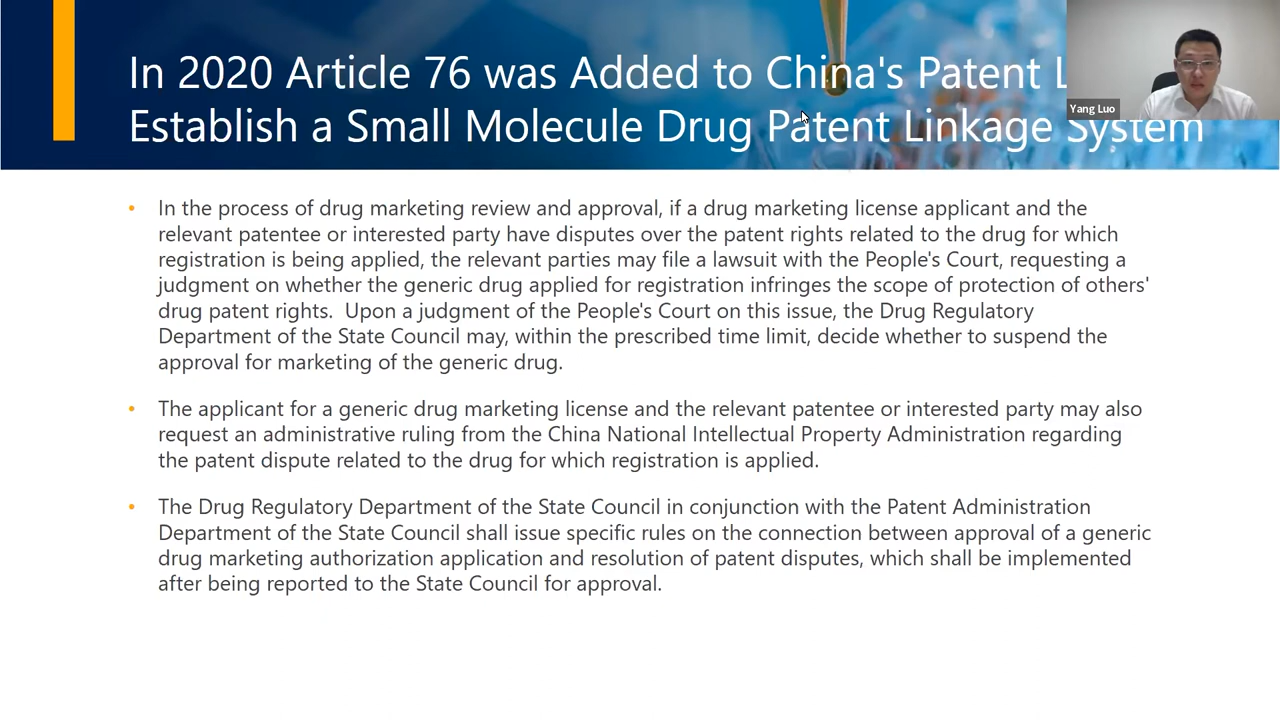 In 2020 Article 76 was Added to China's Patent L
Establish a Small Molecule Drug Patent Linkage System
Yang Luo
• In the process of drug marketing review and approval, if a drug marketing license applicant and the
relevant patentee or interested party have disputes over the patent rights related to the drug for which
registration is being applied, the relevant parties may file a lawsuit with the People's Court, requesting a
judgment on whether the generic drug applied for registration infringes the scope of protection of others'
drug patent rights.  Upon a judgment of the People's Court on this issue, the Drug Regulatory
Department of the State Council may, within the prescribed time limit, decide whether to suspend the
approval for marketing of the generic drug.
• The applicant for a generic drug marketing license and the relevant patentee or interested party may also
request an administrative ruling from the China National Intellectual Property Administration regarding
the patent dispute related to the drug for which registration is applied.
• The Drug Regulatory Department of the State Council in conjunction with the Patent Administration
Department of the State Council shall issue specific rules on the connection between approval of a generic
drug marketing authorization application and resolution of patent disputes, which shall be implemented
after being reported to the State Council for approval.